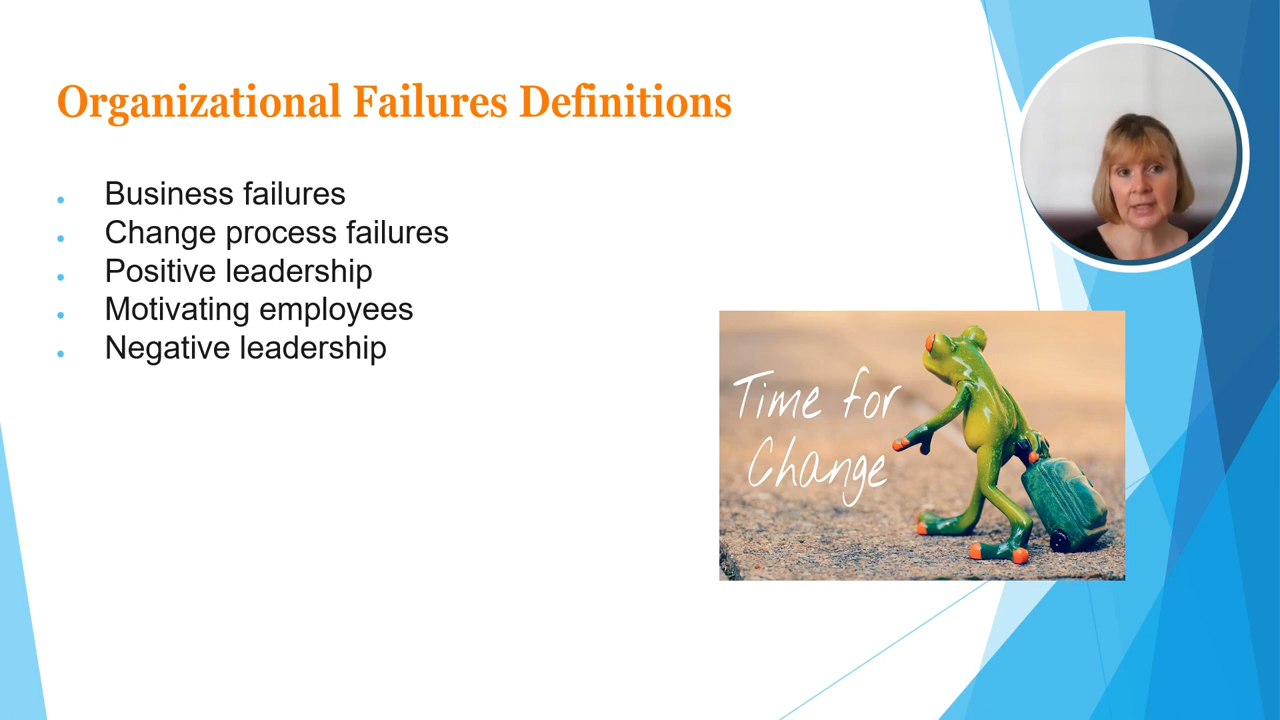 Organizational Failures Definitions
Business failures
Change process failures
Positive leadership
Motivating employees
Negative leadership
Time for
Change